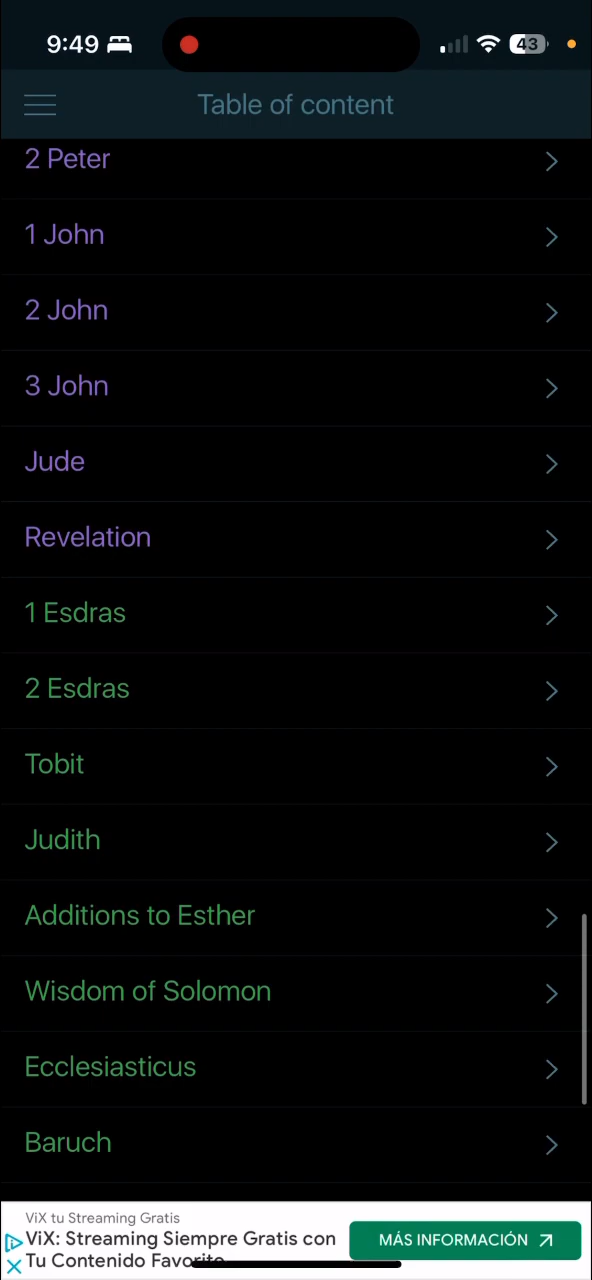 9:49
43
Table of content
2 Peter
1 John
2 John
3 John
Jude
Revelation
1 Esdras
2 Esdras
Tobit
Judith
Additions to Esther
Wisdom of Solomon
Ecclesiasticus
Baruch
ViX tu Streaming Gratis
ViX: Streaming Siempre Gratis con
Tu Contenido Favorito
MÁS INFORMACIÓN